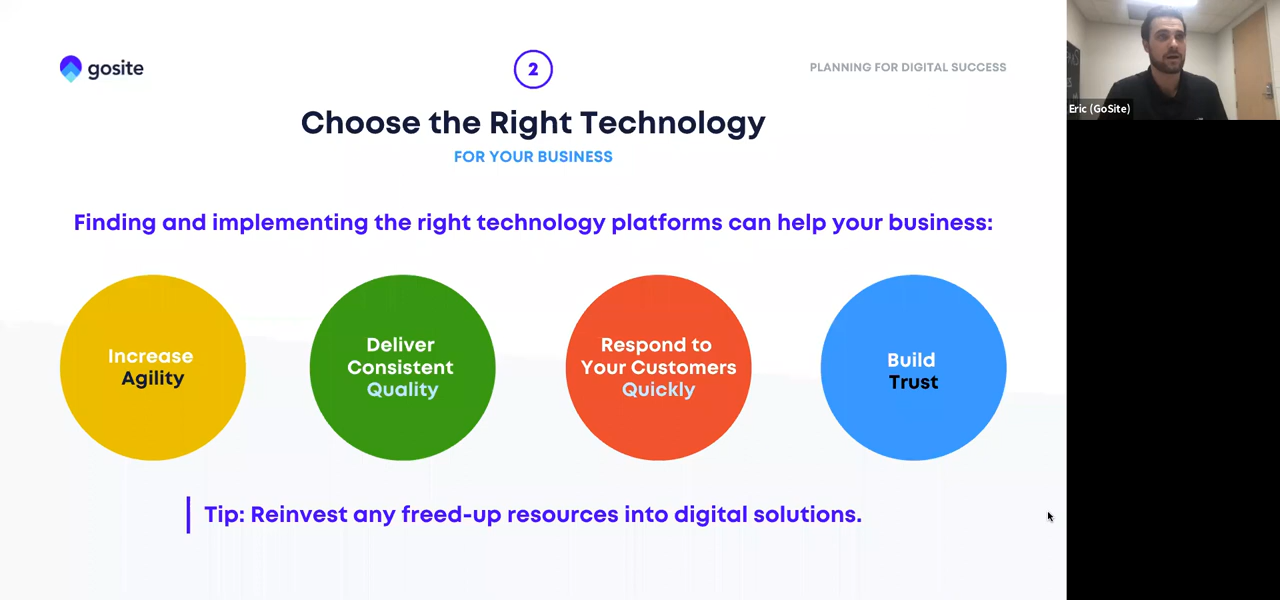 gosite
2
PLANNING FOR DIGITAL SUCCESS
Choose the Right Technology
FOR YOUR BUSINESS
Finding and implementing the right technology platforms can help your business:
Increase
Agility
Deliver
Consistent
Quality
Respond to
Your Customers
Quickly
Build
Trust
Tip: Reinvest any freed-up resources into digital solutions.
Eric (GoSite)